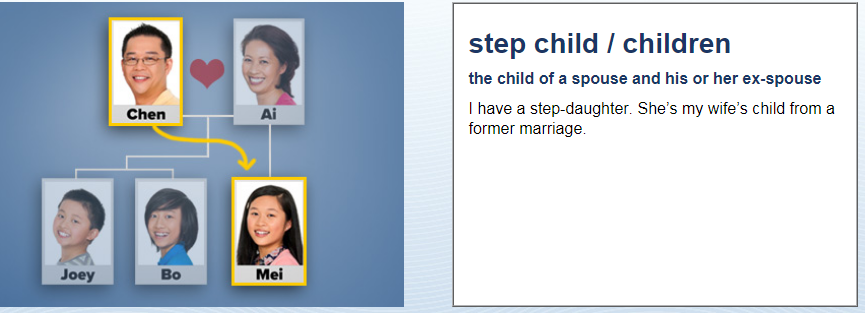 Chen
Ai
Joey
Bo
Mei
step child / children
the child of a spouse and his or her ex-spouse
I have a step-daughter. She’s my wife’s child from a
former marriage.